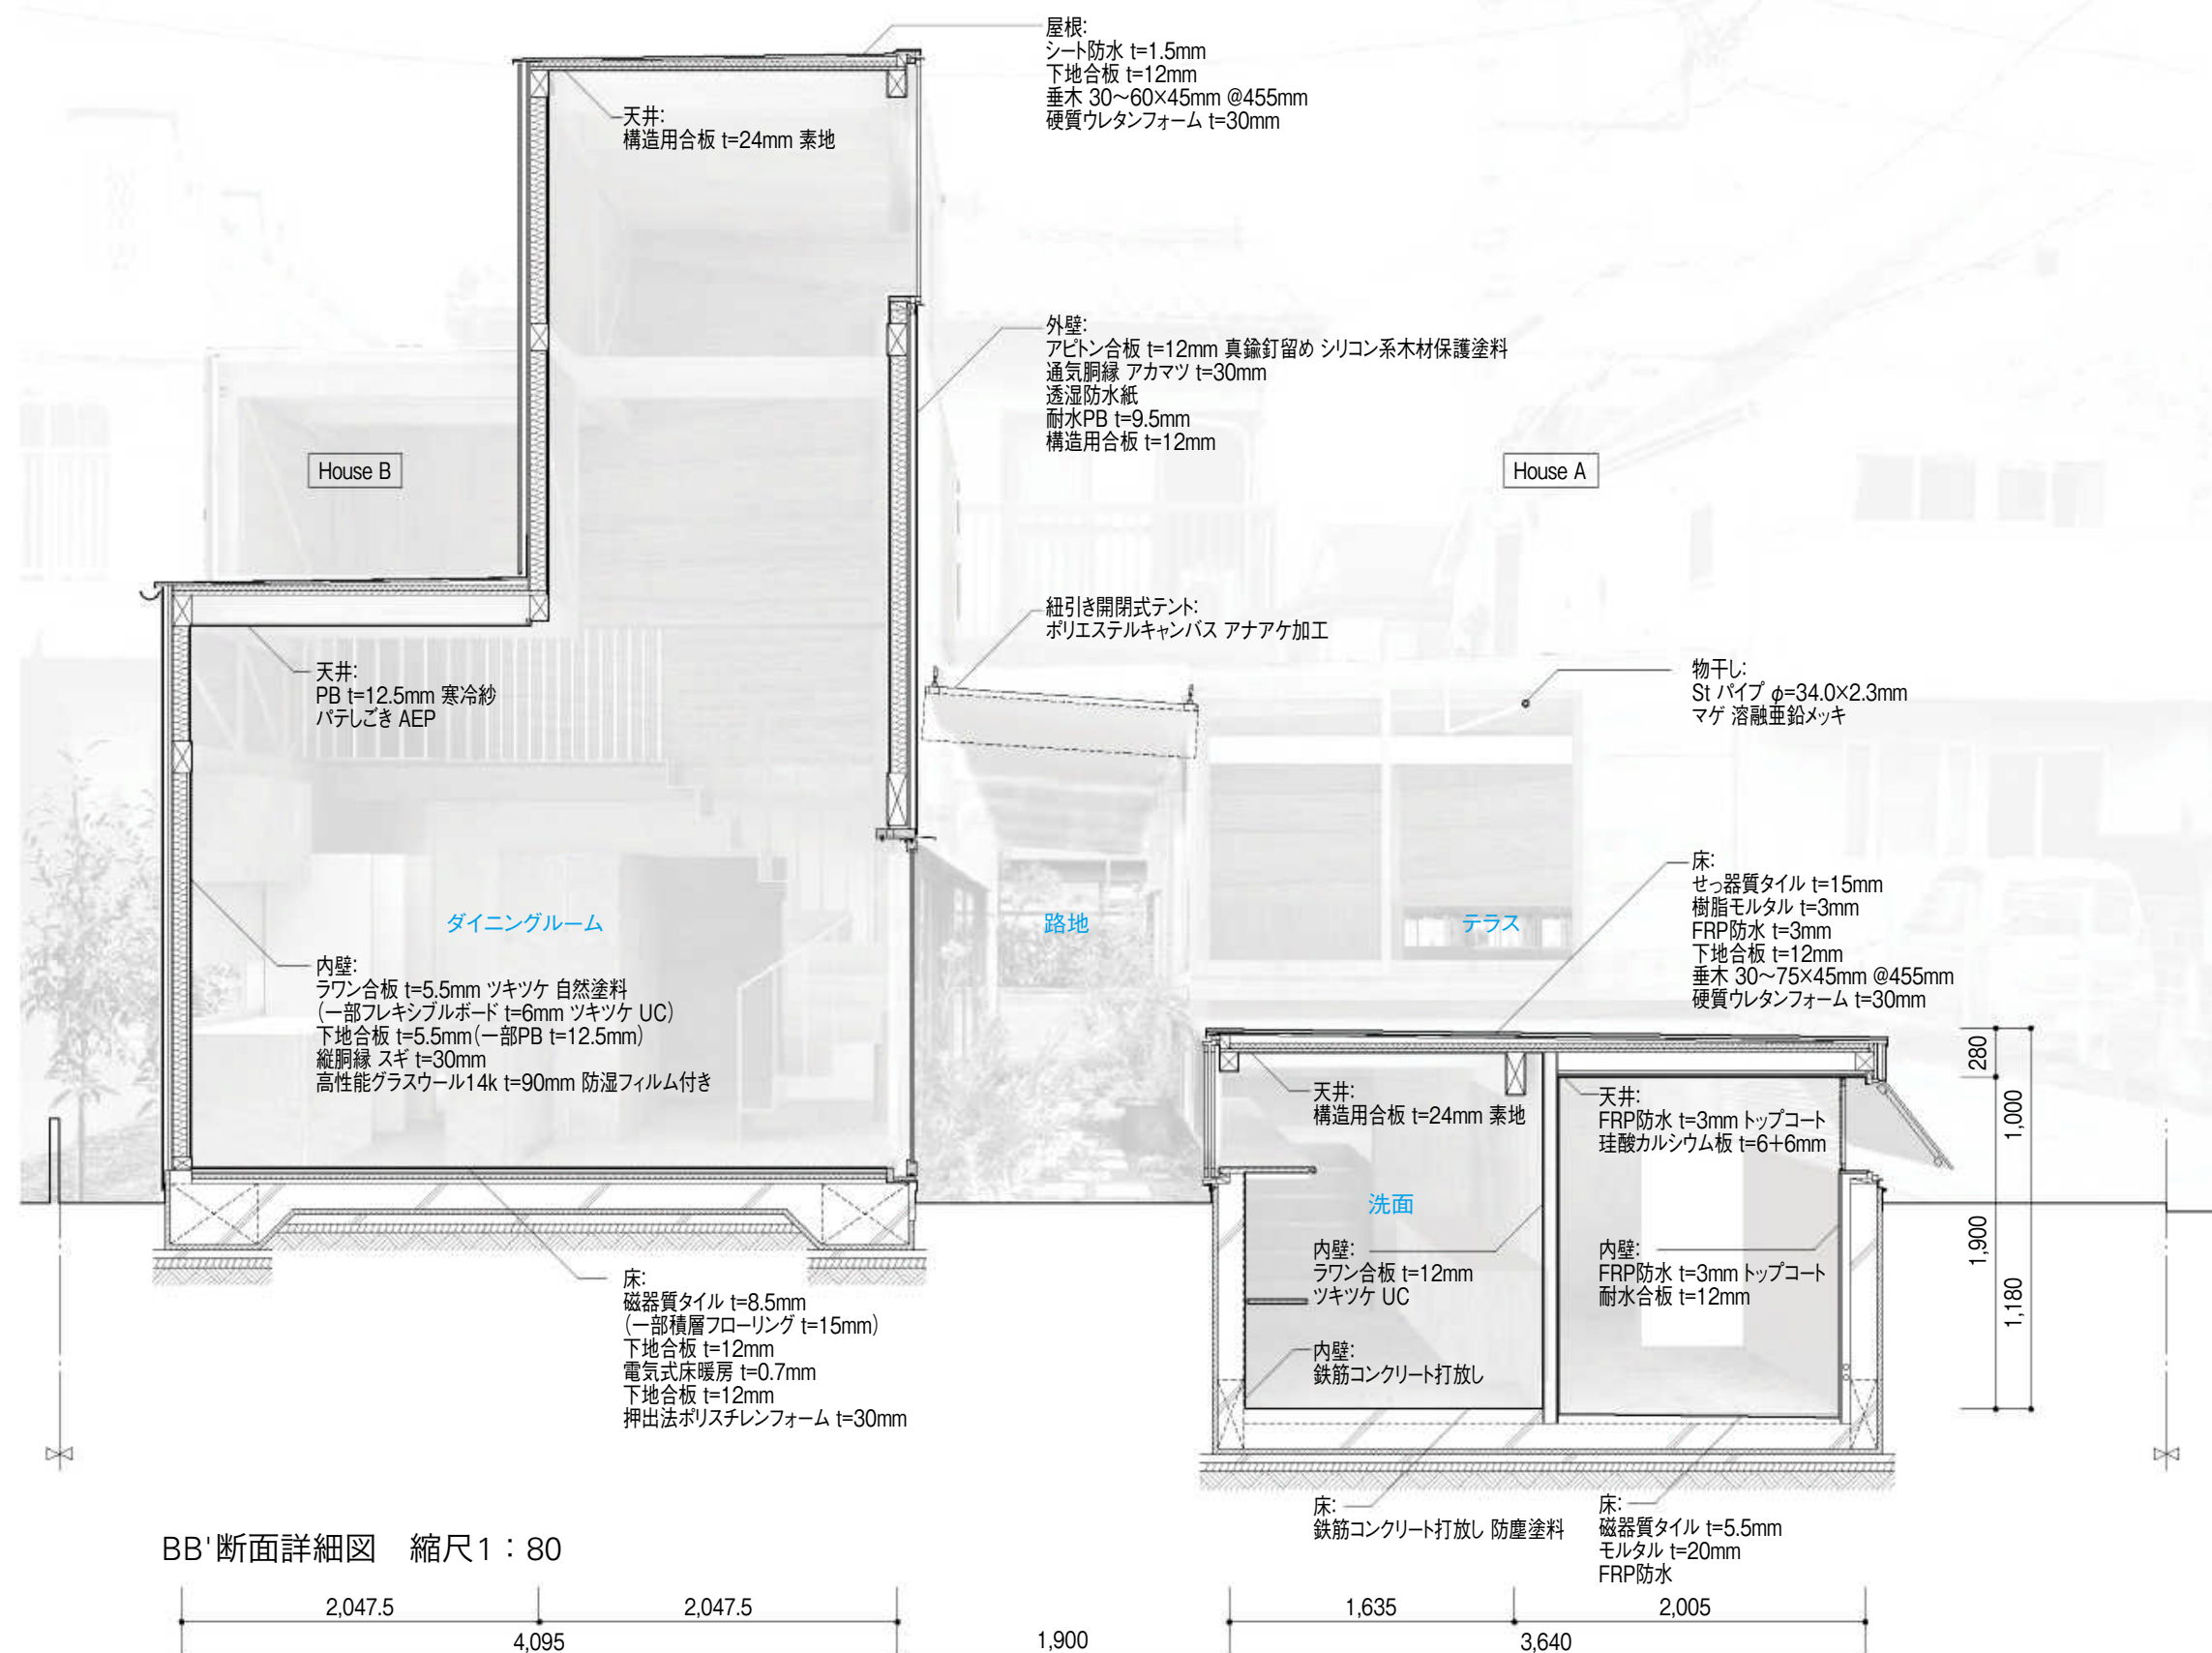 屋根:
シート防水 t=1.5mm
下地合板 t=12mm
垂木 30〜60×45mm @455mm
硬質ウレタンフォーム t=30mm
天井:
構造用合板 t=24mm 素地
外壁:
アピトン合板 t=12mm 真鍮釘留め シリコン系木材保護塗料
通気胴縁 アカマツ t=30mm
透湿防水紙
耐水PB t=9.5mm
構造用合板 t=12mm
House B
House A
紐引き開閉式テント:
ポリエステルキャンバス アナアケ加工
天井:
PB t=12.5mm 寒冷紗
パテしごき AEP
物干し:
St パイプ φ=34.0×2.3mm
マゲ 溶融亜鉛メッキ
床:
せっ器質タイル t=15mm
樹脂モルタル t=3mm
FRP防水 t=3mm
下地合板 t=12mm
垂木 30〜75×45mm @455mm
硬質ウレタンフォーム t=30mm
ダイニングルーム
路地
テラス
内壁:
ラワン合板 t=5.5mm ツキツケ 自然塗料
(一部フレキシブルボード t=6mm ツキツケ UC)
下地合板 t=5.5mm(一部PB t=12.5mm)
縦胴縁 スギ t=30mm
高性能グラスウール14k t=90mm 防湿フィルム付き
天井:
構造用合板 t=24mm 素地
天井:
FRP防水 t=3mm トップコート
珪酸カルシウム板 t=6+6mm
280
1,000
1,900
1,180
洗面
内壁:
ラワン合板 t=12mm
ツキツケ UC
内壁:
FRP防水 t=3mm トップコート
耐水合板 t=12mm
内壁:
鉄筋コンクリート打放し
床:
磁器質タイル t=8.5mm
(一部積層フローリング t=15mm)
下地合板 t=12mm
電気式床暖房 t=0.7mm
下地合板 t=12mm
押出法ポリスチレンフォーム t=30mm
床:
鉄筋コンクリート打放し 防塵塗料
床:
磁器質タイル t=5.5mm
モルタル t=20mm
FRP防水
BB'断面詳細図 縮尺1：80
2,047.5
2,047.5
1,635
2,005
4,095
1,900
3,640